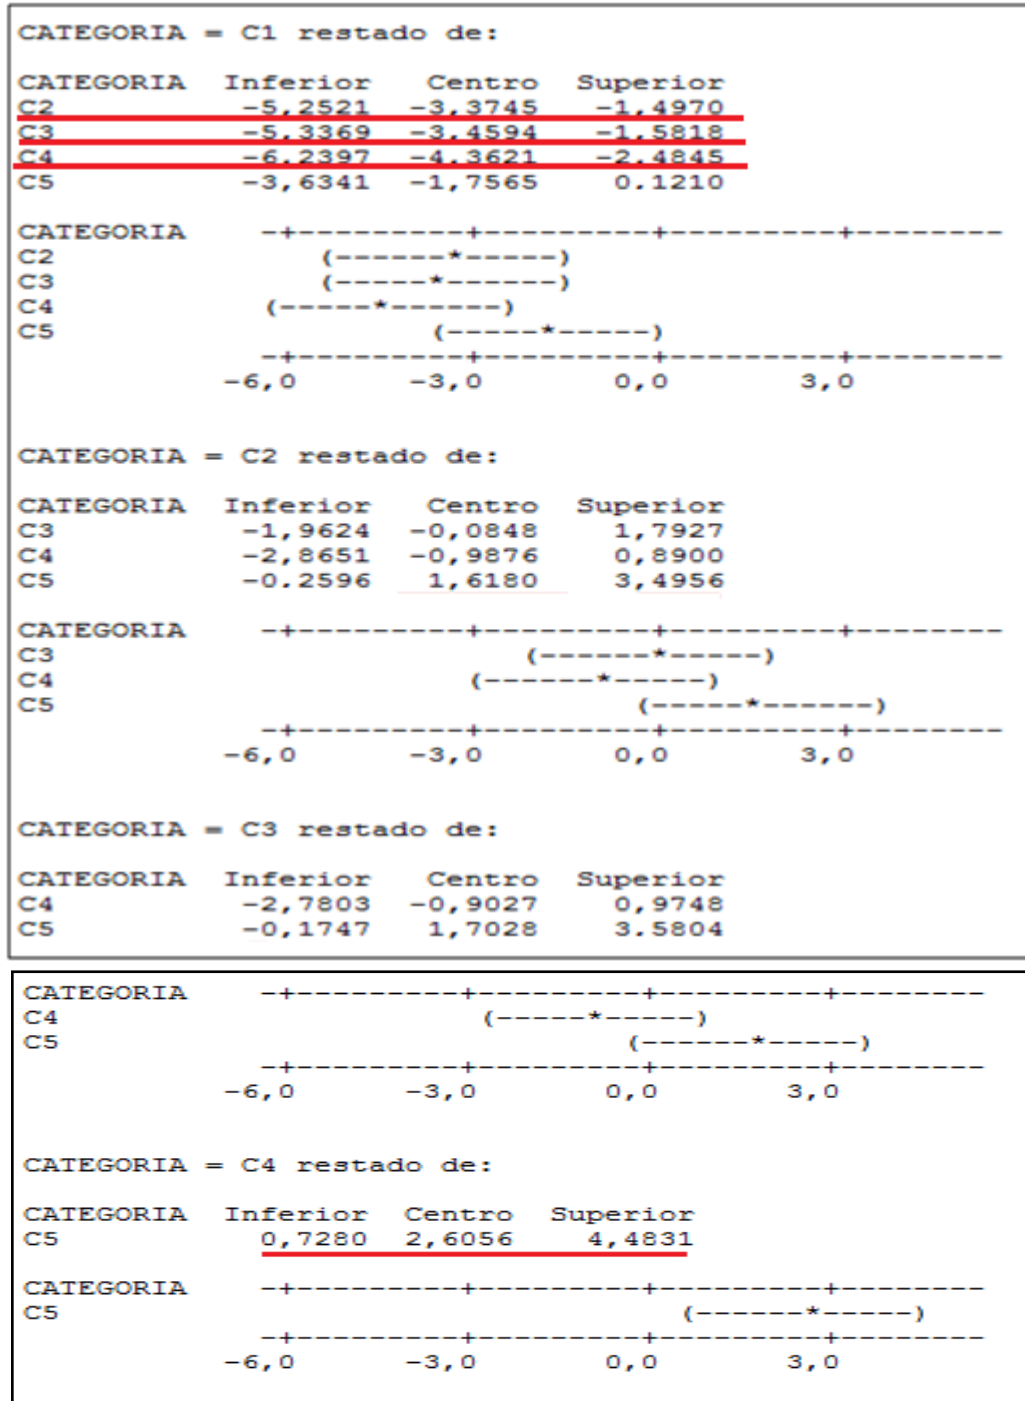 CATEGORIA = C1 restado de:
CATEGORIA Inferior Centro Superior
C2 -5,2521 -3,3745 -1,4970
C3 -5,3369 -3,4594 -1,5818
C4 -6,2397 -4,3621 -2,4845
C5 -3,6341 -1,7565 0.1210
CATEGORIA -+---------+---------+---------+--------
C2 (------*-----)
C3 (-----*------)
C4 (-----*------)
C5 (-----*-----)
-+---------+---------+---------+--------
-6,0 -3,0 0,0 3,0
CATEGORIA = C2 restado de:
CATEGORIA Inferior Centro Superior
C3 -1,9624 -0,0848 1,7927
C4 -2,8651 -0,9876 0,8900
C5 -0.2596 1,6180 3,4956
CATEGORIA -+---------+---------+---------+--------
C3 (------*-----)
C4 (------*-----)
C5 (-----*------)
-+---------+---------+---------+--------
-6,0 -3,0 0,0 3,0
CATEGORIA = C3 restado de:
CATEGORIA Inferior Centro Superior
C4 -2,7803 -0,9027 0,9748
C5 -0,1747 1,7028 3.5804
CATEGORIA -+---------+---------+---------+--------
C4 (-----*-----)
C5 (------*-----)
-+---------+---------+---------+--------
-6,0 -3,0 0,0 3,0
CATEGORIA = C4 restado de:
CATEGORIA Inferior Centro Superior
C5 0,7280 2,6056 4,4831
CATEGORIA -+---------+---------+---------+--------
C5 (------*-----)
-+---------+---------+---------+--------
-6,0 -3,0 0,0 3,0